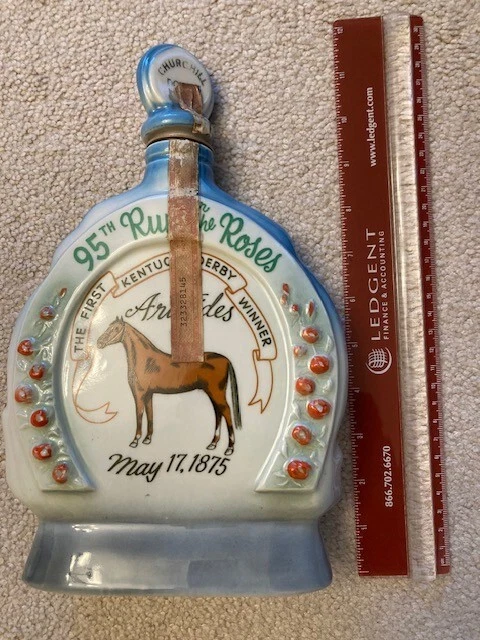 CHURCHILL
95TH Run the Roses
THE FIRST KENTUCKY DERBY WINNER
Aristides
323328145
May 17, 1875
www.ledgent.com
LEDGENT
FINANCE & ACCOUNTING
866.702.6670